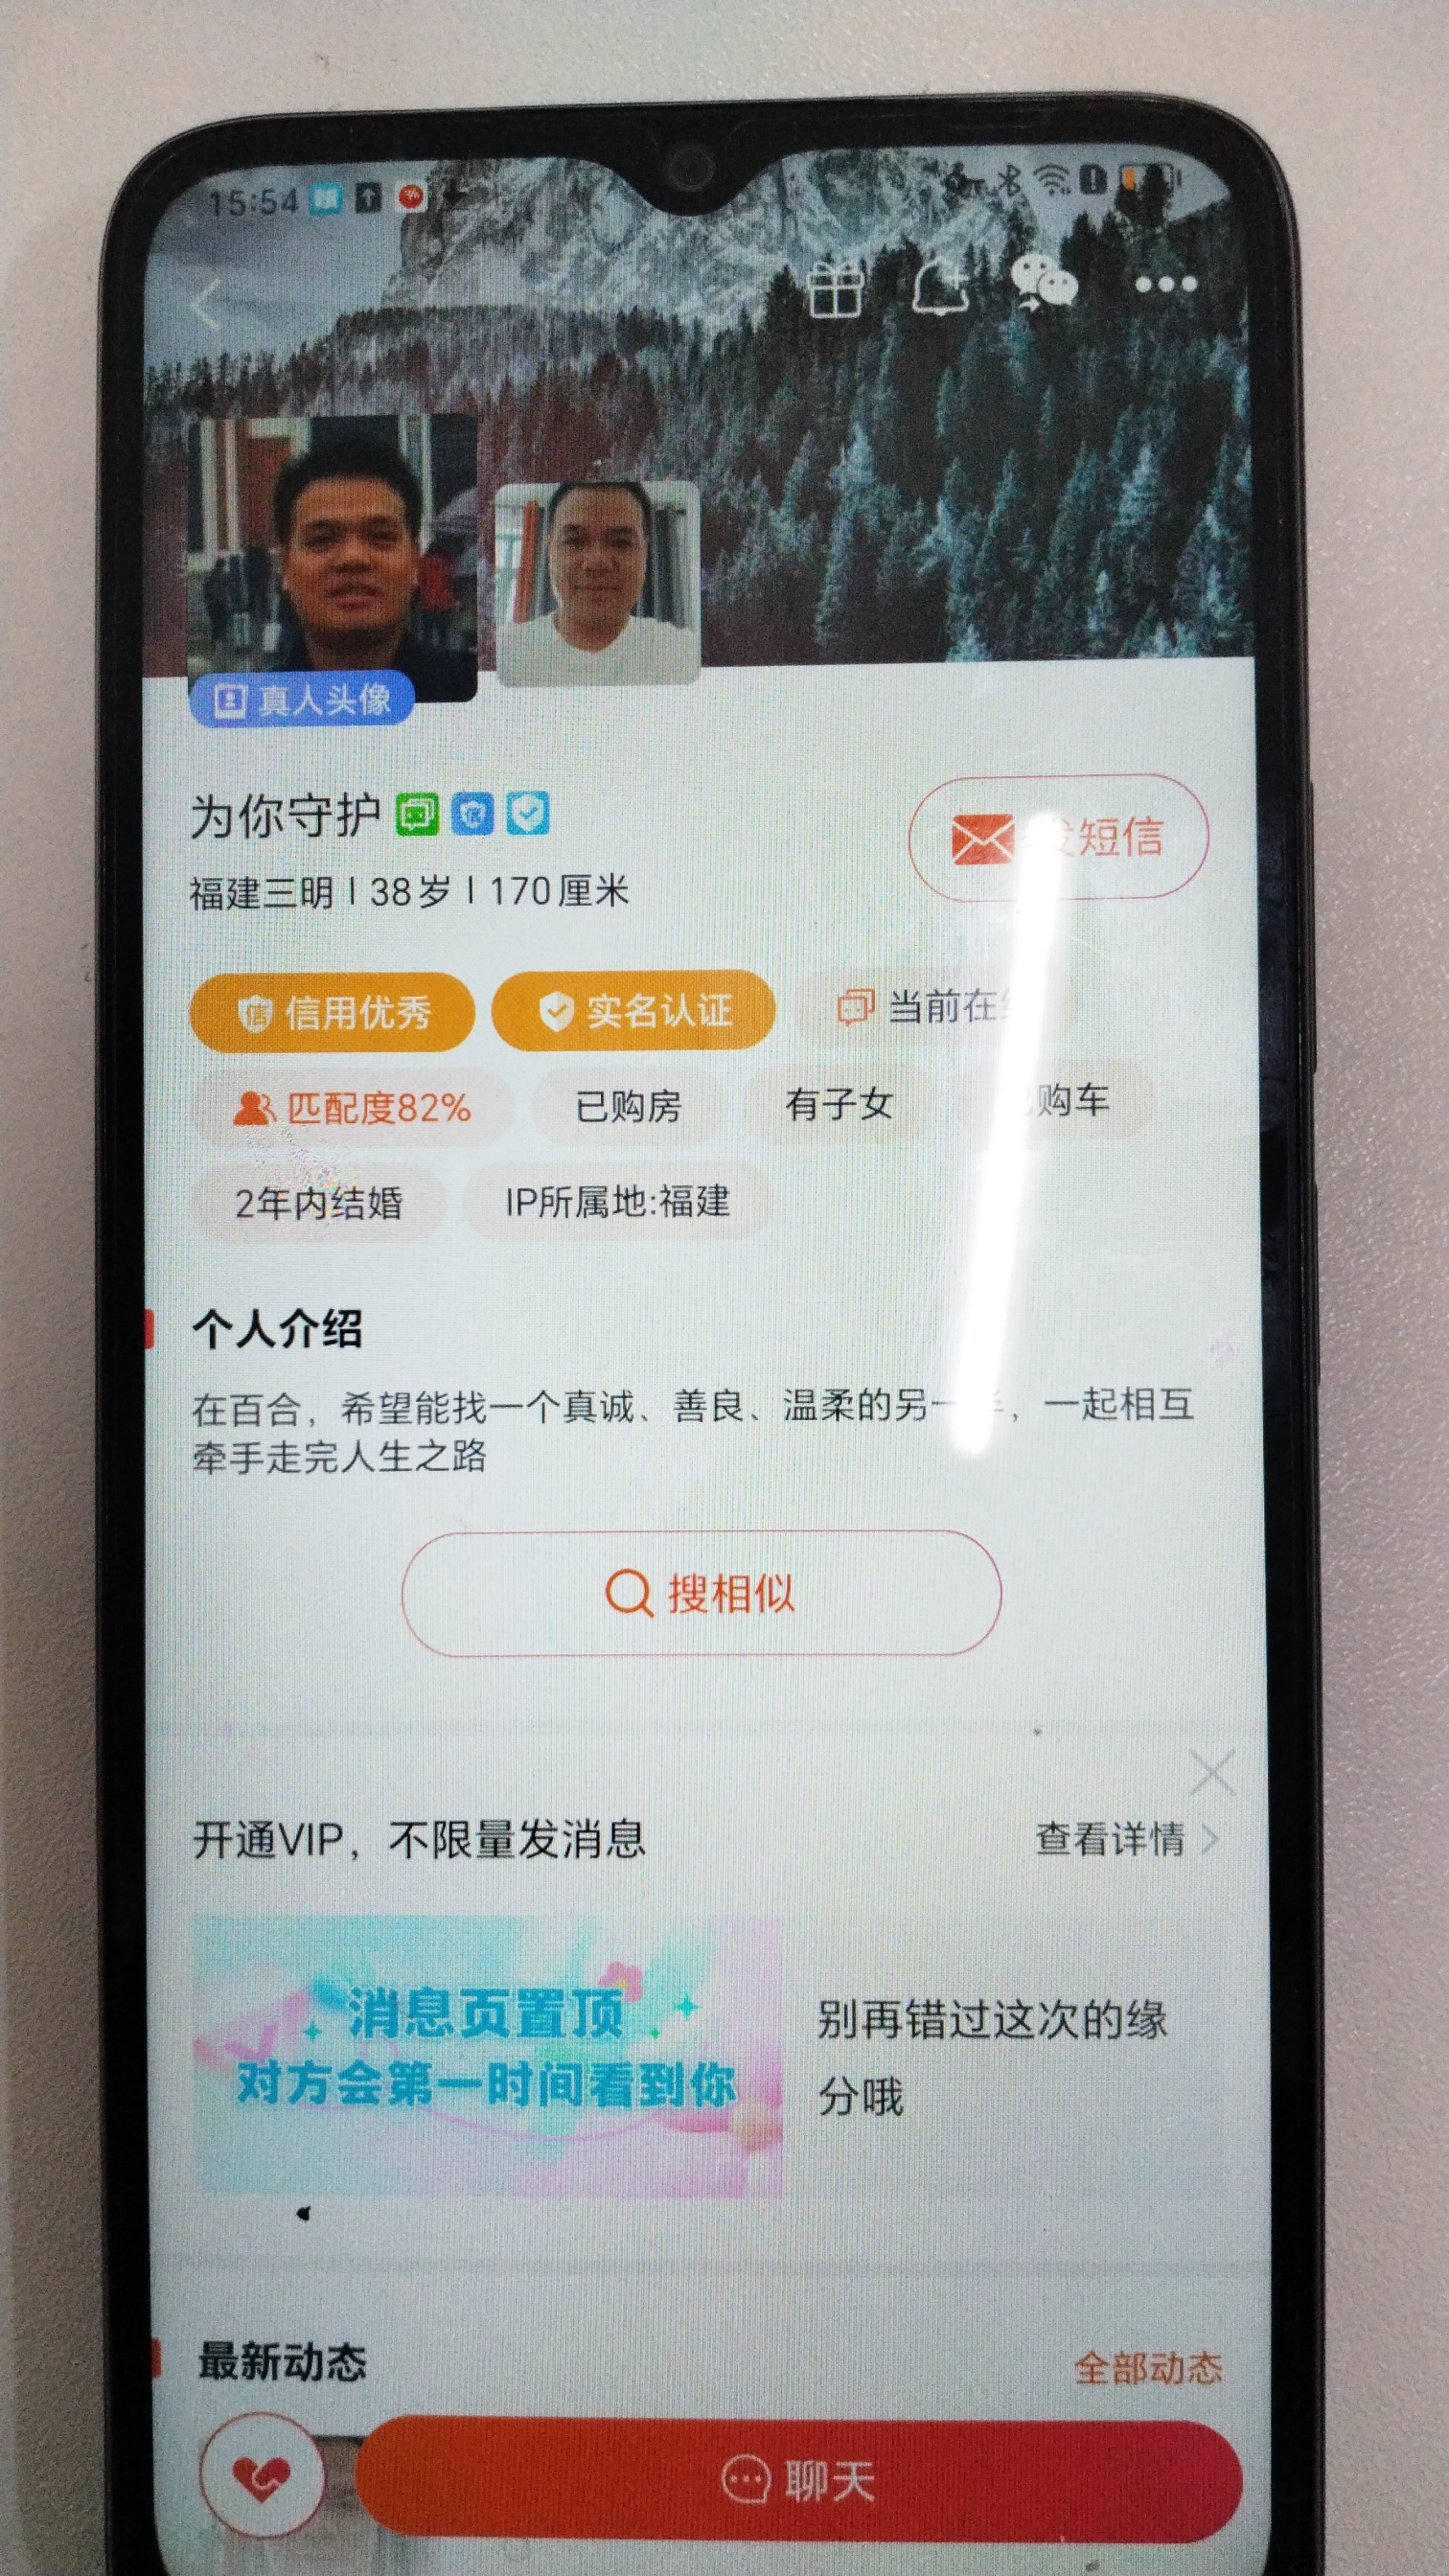 15:54
真人头像
为你守护
发短信
福建三明 | 38岁 | 170厘米
信用优秀 实名认证 当前在线
匹配度82% 已购房 有子女 已购车
2年内结婚 IP所属地:福建
个人介绍
在百合，希望能找一个真诚、善良、温柔的另一半，一起相互
牵手走完人生之路
搜相似
开通VIP，不限量发消息 查看详情
消息页置顶
对方会第一时间看到你
别再错过这次的缘
分哦
最新动态 全部动态
聊天